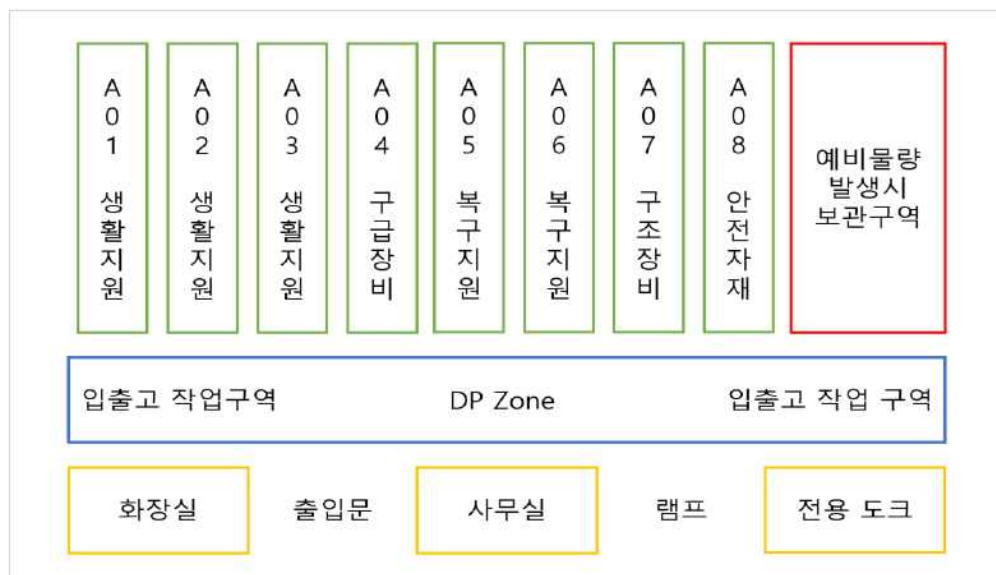 A01 생활지원
A02 생활지원
A03 생활지원
A04 구급장비
A05 복구지원
A06 복구지원
A07 구조장비
A08 안전자재
예비물량
발생시
보관구역
입출고 작업구역 DP Zone 입출고 작업 구역
화장실 출입문 사무실 램프 전용 도크